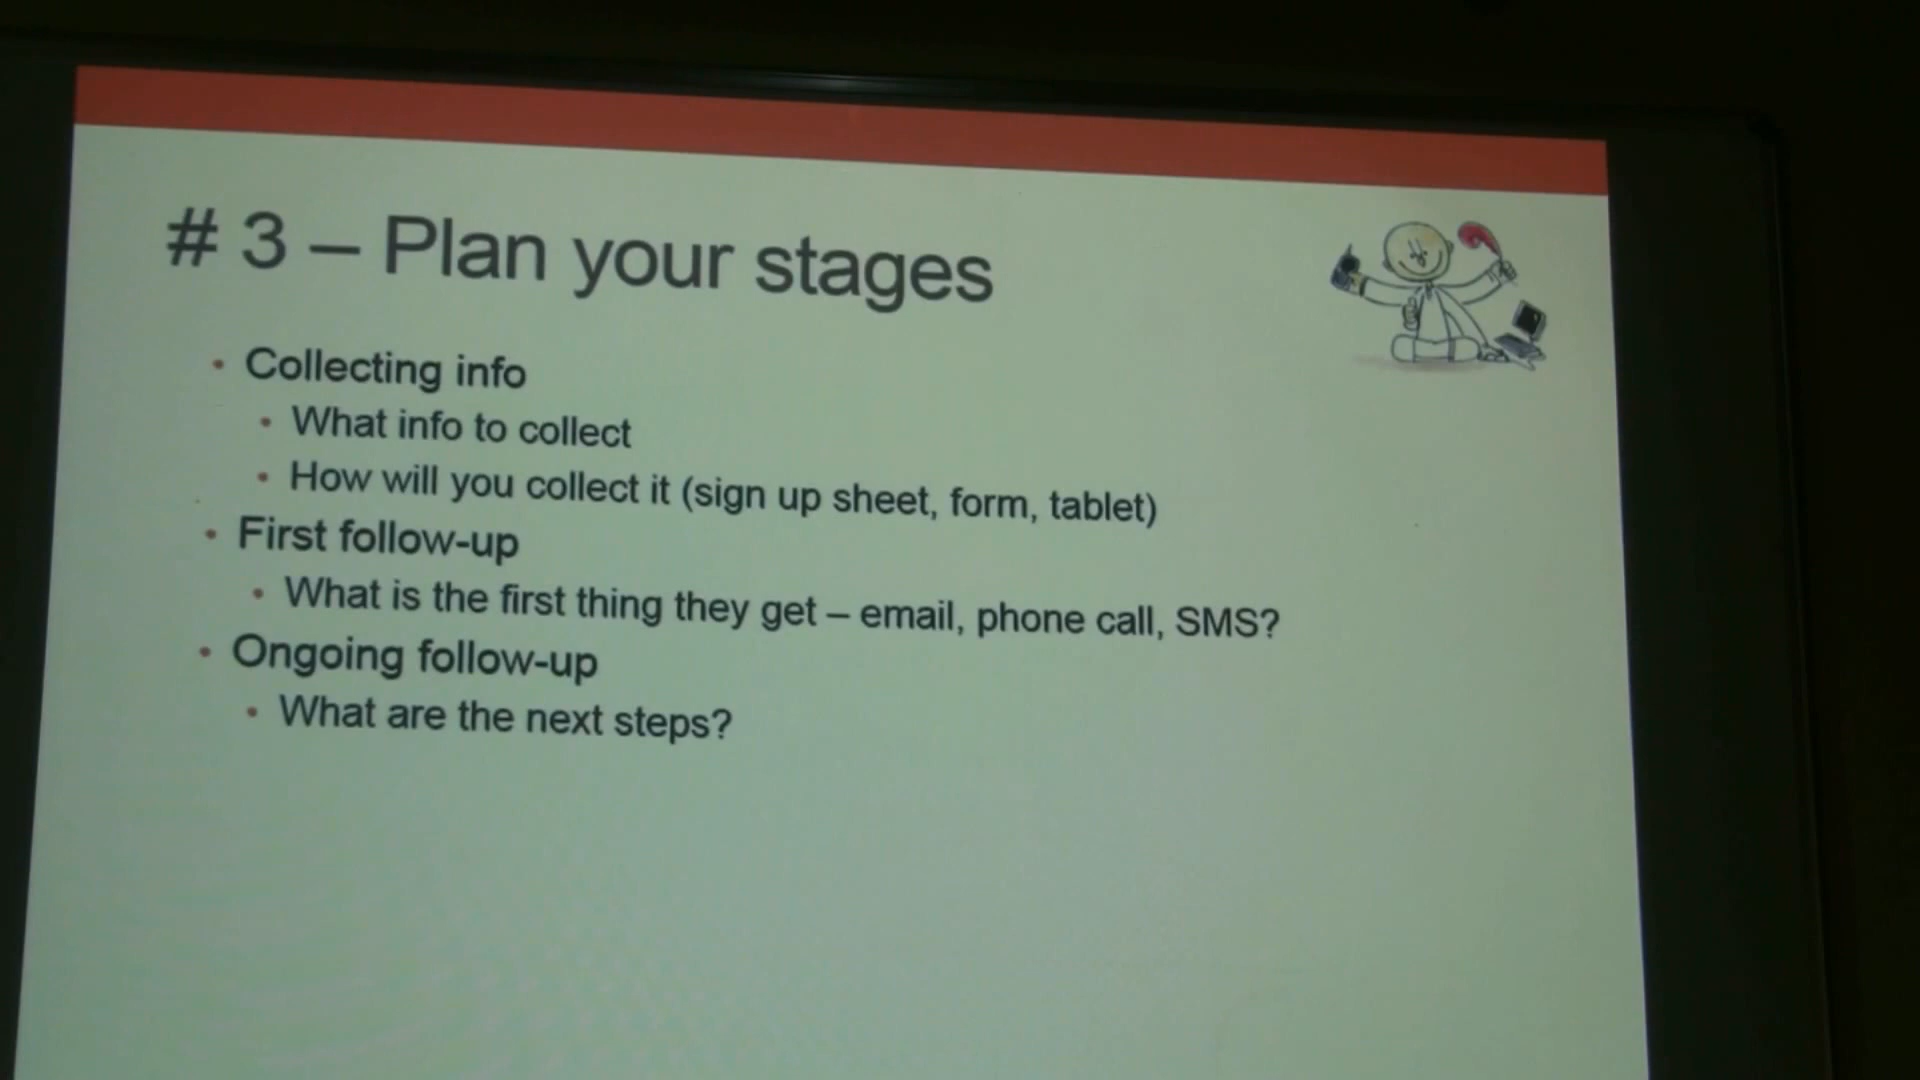 # 3 – Plan your stages
• Collecting info
• What info to collect
• How will you collect it (sign up sheet, form, tablet)
• First follow-up
• What is the first thing they get – email, phone call, SMS?
• Ongoing follow-up
• What are the next steps?